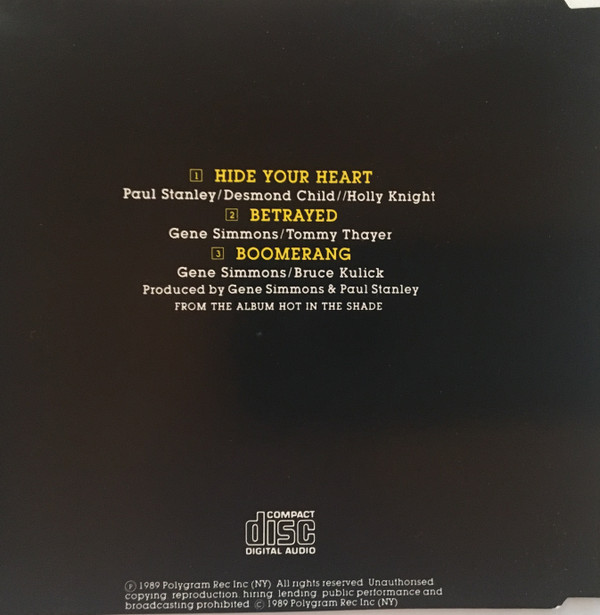 1 HIDE YOUR HEART
Paul Stanley/Desmond Child//Holly Knight
2 BETRAYED
Gene Simmons/Tommy Thayer
3 BOOMERANG
Gene Simmons/Bruce Kulick
Produced by Gene Simmons & Paul Stanley
FROM THE ALBUM HOT IN THE SHADE
COMPACT
disc
DIGITAL AUDIO
Ⓟ 1989 Polygram Rec Inc (NY) All rights reserved Unauthorised
copying reproduction hiring lending public performance and
broadcasting prohibited © 1989 Polygram Rec Inc (NY)